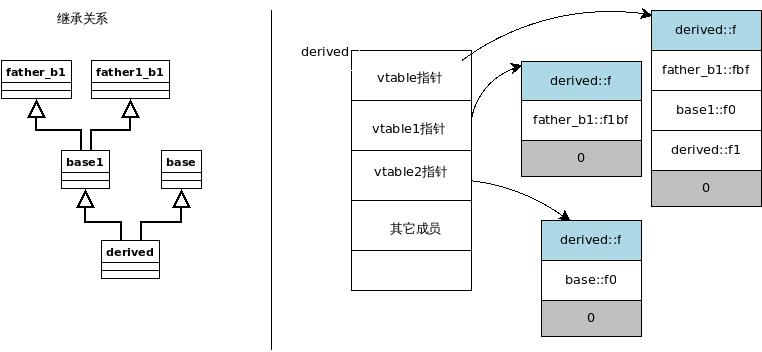 继承关系
father_b1
father1_b1
base1
base
derived
derived
vtable指针
vtable1指针
vtable2指针
其它成员
derived::f
father_b1::f1bf
0
derived::f
father_b1::fbf
base1::f0
derived::f1
0
derived::f
base::f0
0